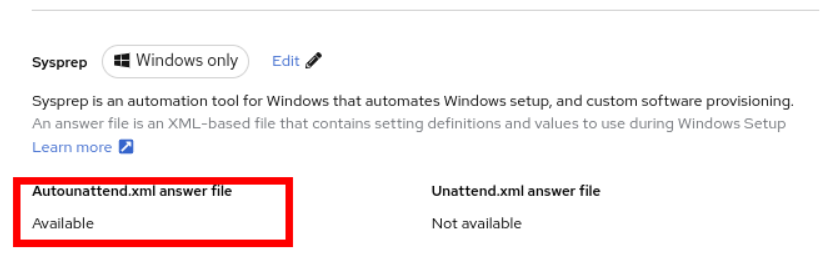 Sysprep Windows only Edit
Sysprep is an automation tool for Windows that automates Windows setup, and custom software provisioning.
An answer file is an XML-based file that contains setting definitions and values to use during Windows Setup
Learn more
Autounattend.xml answer file Unattend.xml answer file
Available Not available